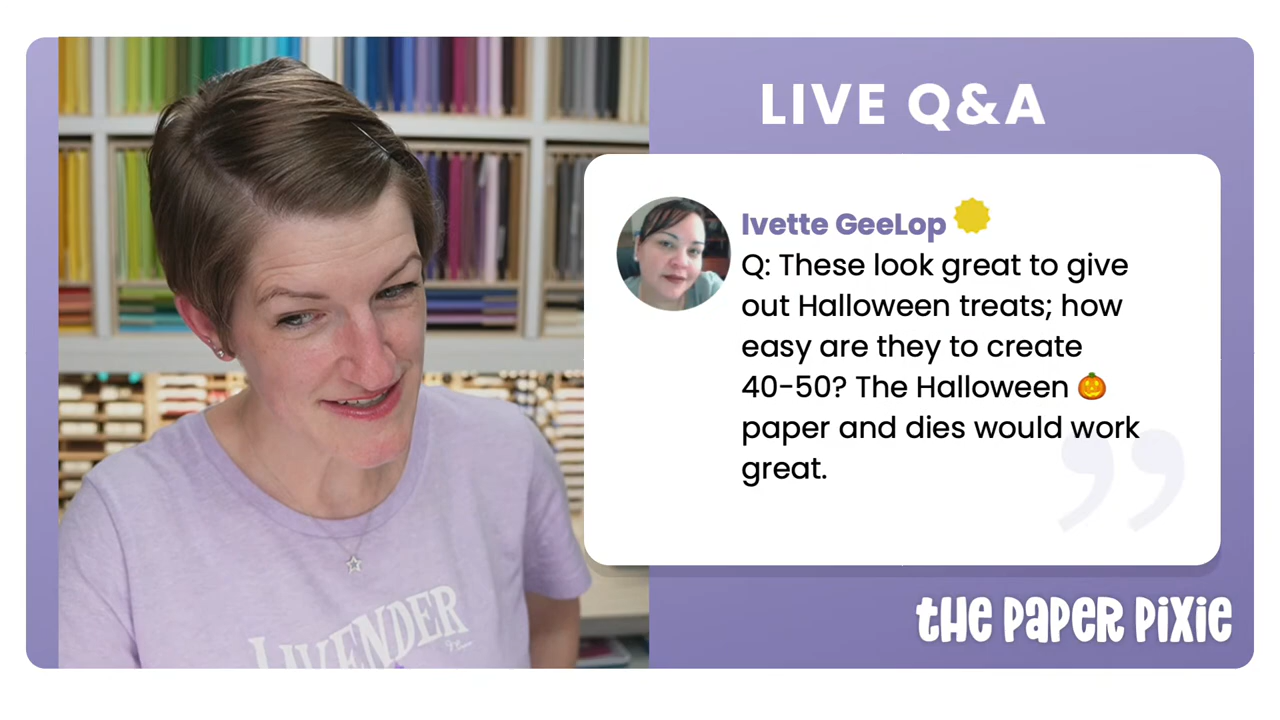 LIVE Q&A
Ivette GeeLop
Q: These look great to give
out Halloween treats; how
easy are they to create
40-50? The Halloween 🎃
paper and dies would work
great.
LAVENDER
the PaPeR PiXie